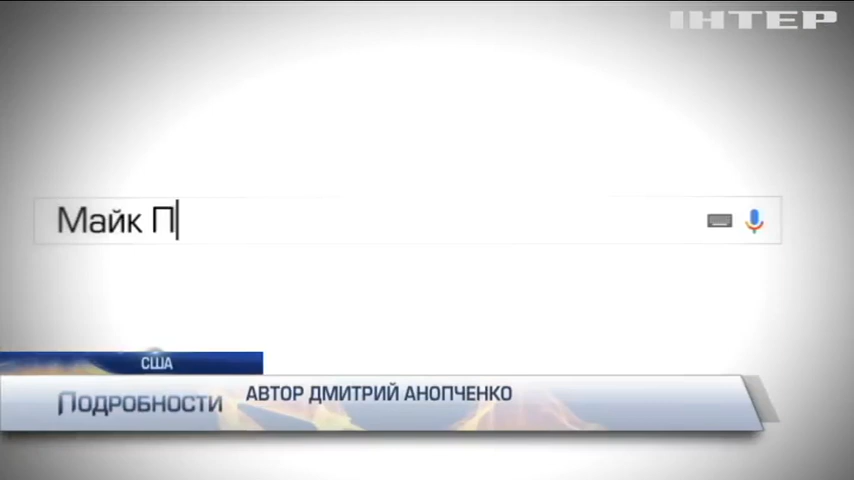 ІНТЕР
Майк П
США
ПОДРОБНОСТИ
АВТОР ДМИТРИЙ АНОПЧЕНКО